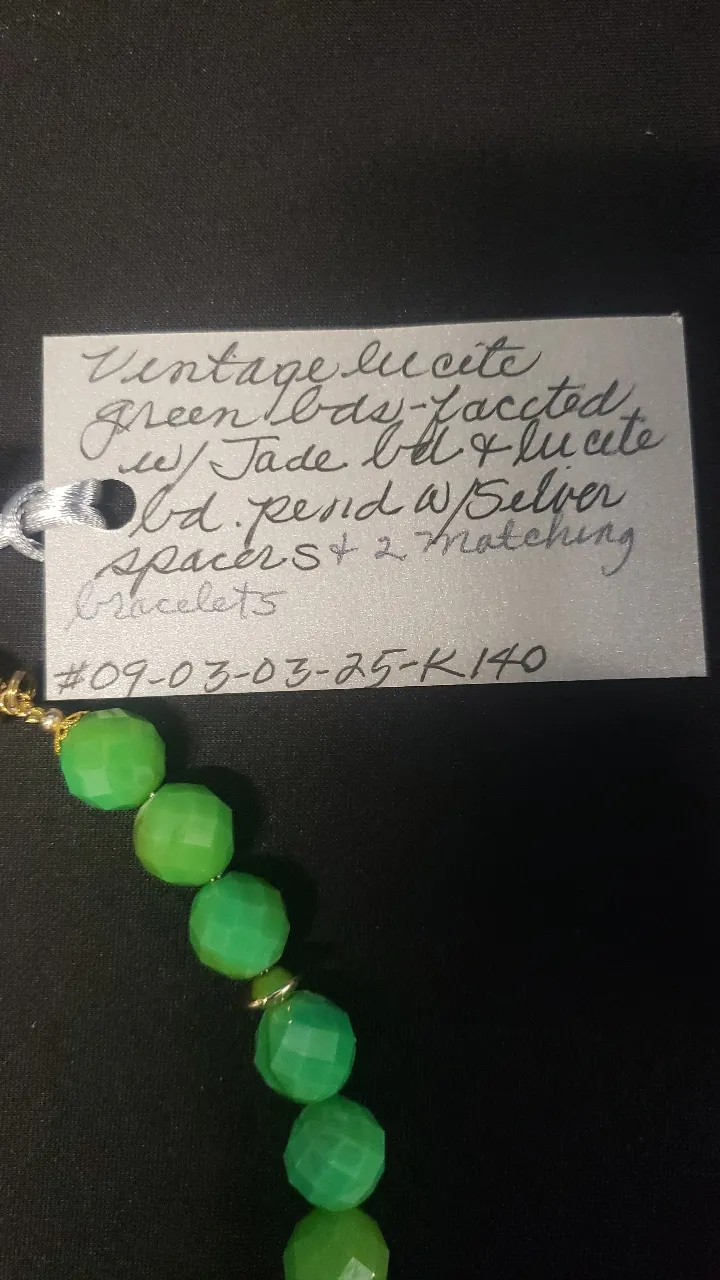 Vintage lucite
green bds-faceted
w/ Jade bd & lucite
bd. pend w/Silver
spacers + 2 matching
bracelets
#09-03-03-25-K140